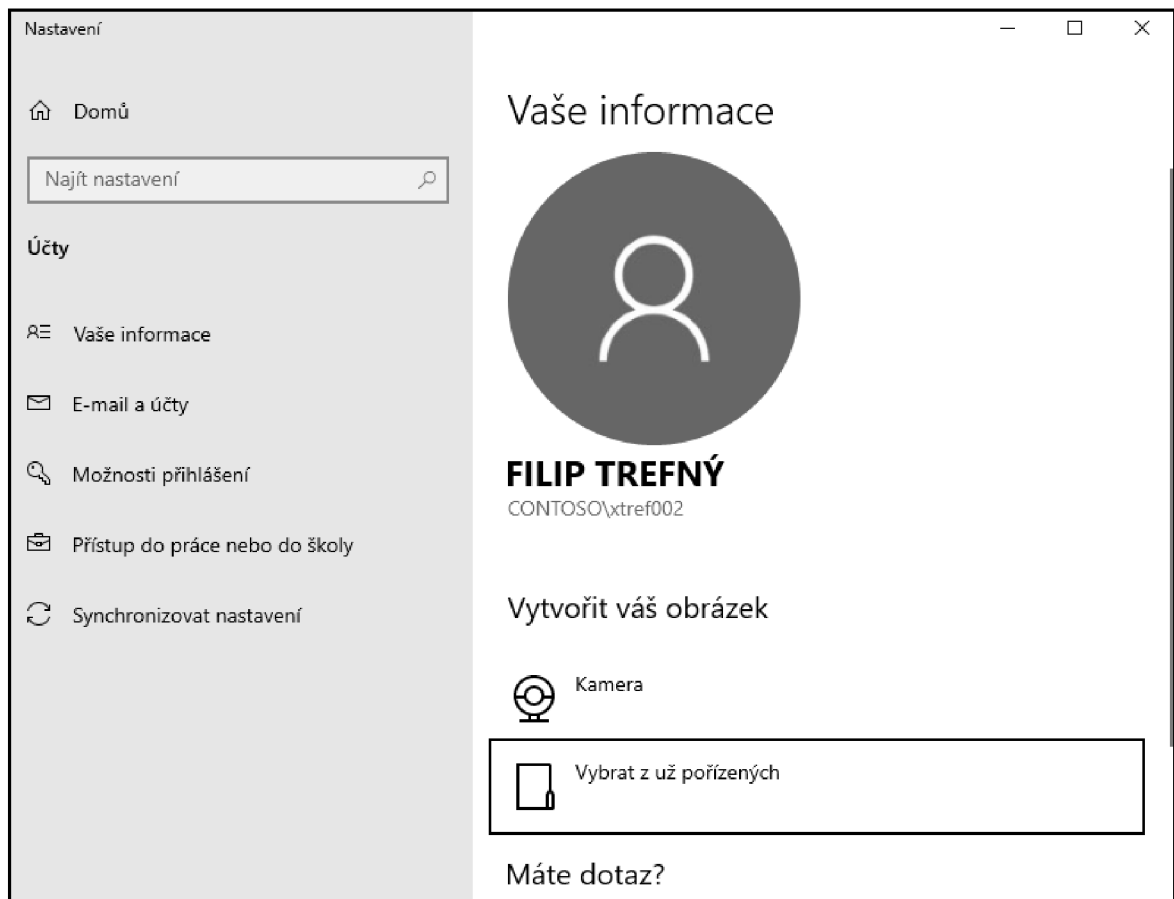 Nastavení
Domů
Najít nastavení
Účty
Vaše informace
E-mail a účty
Možnosti přihlášení
Přístup do práce nebo do školy
Synchronizovat nastavení
Vaše informace
FILIP TREFNÝ
CONTOSO\xtref002
Vytvořit váš obrázek
Kamera
Vybrat z už pořízených
Máte dotaz?